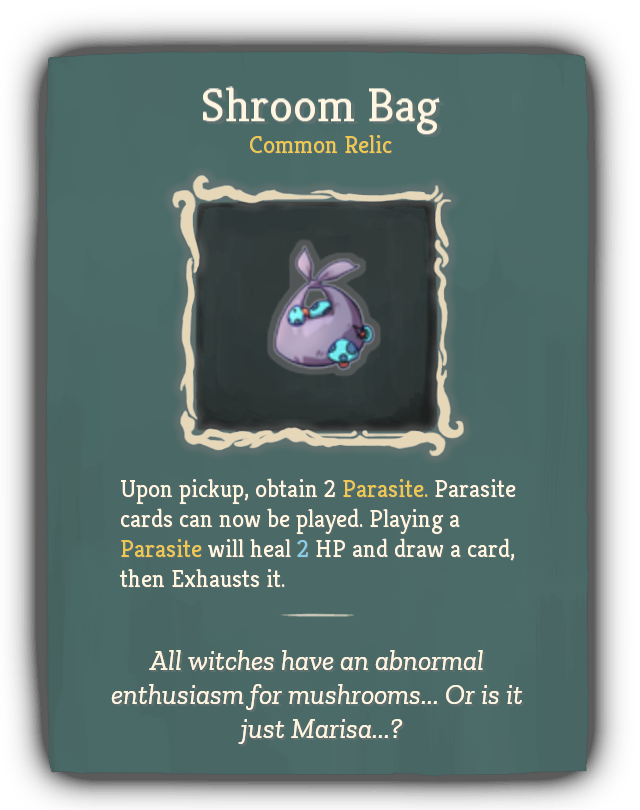 Shroom Bag
Common Relic
Upon pickup, obtain 2 Parasite. Parasite
cards can now be played. Playing a
Parasite will heal 2 HP and draw a card,
then Exhausts it.
All witches have an abnormal
enthusiasm for mushrooms... Or is it
just Marisa...?